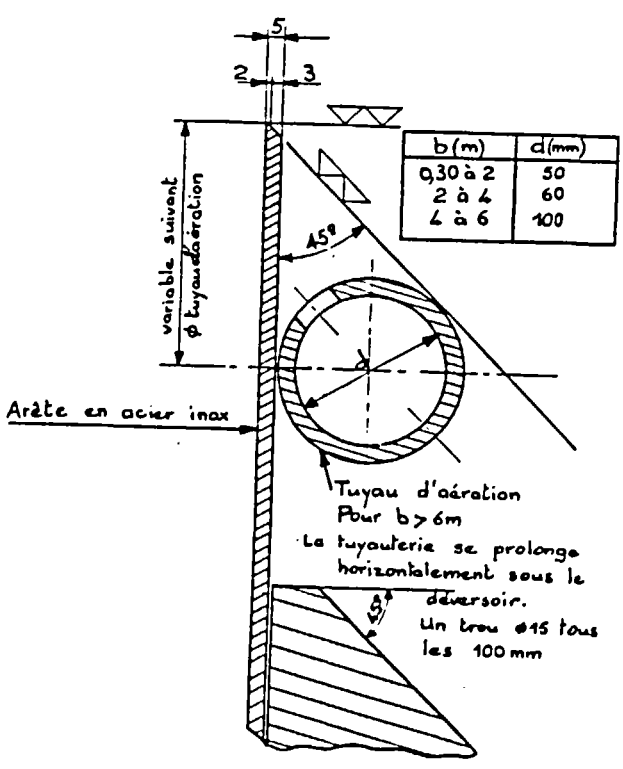 5
2 3
b(m) d(mm)
0,30 à 2 50
2 à 4 60
4 à 6 100
variable suivant
ϕ tuyau d'aération
45°
d
Arête en acier inox
Tuyau d'aération
Pour b > 6m
La tuyauterie se prolonge
horizontalement sous le
déversoir.
Un trou ϕ15 tous
les 100 mm